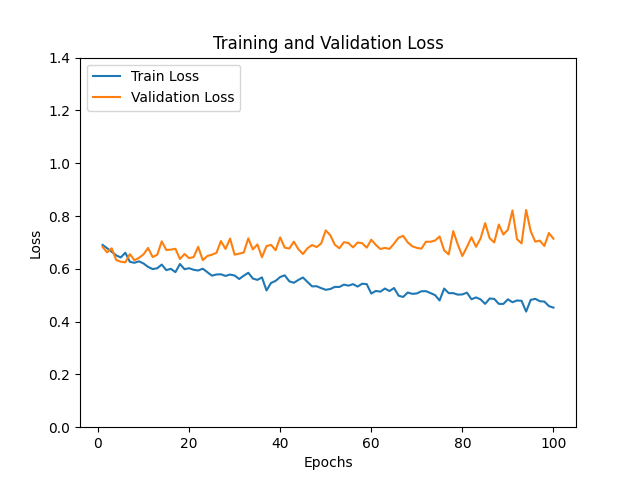 Training and Validation Loss
Train Loss
Validation Loss
Loss
1.4
1.2
1.0
0.8
0.6
0.4
0.2
0.0
0 20 40 60 80 100
Epochs